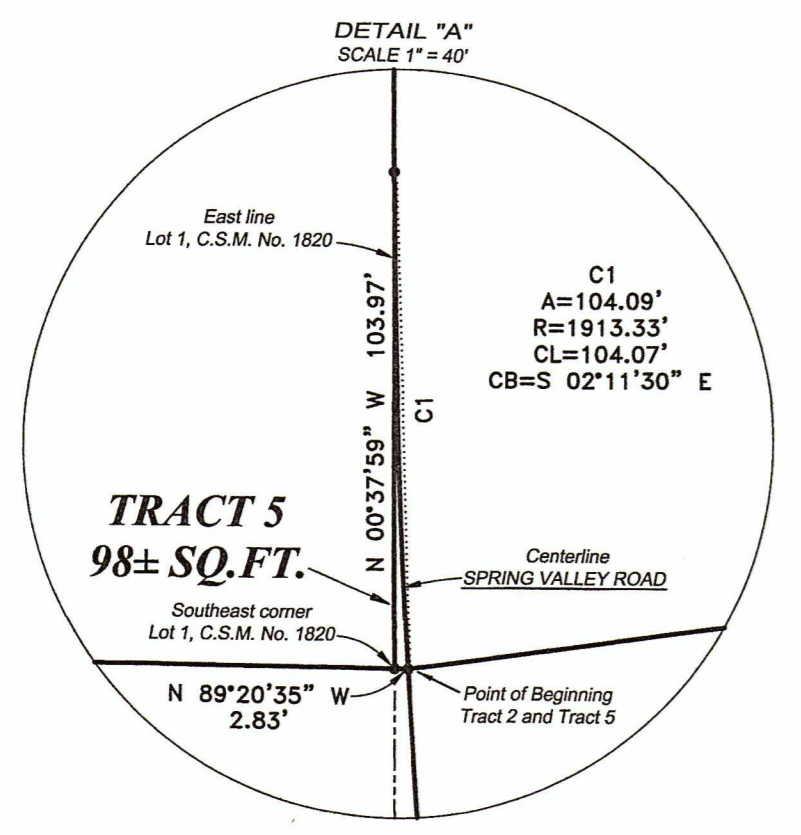 DETAIL "A"
SCALE 1" = 40'
East line
Lot 1, C.S.M. No. 1820
N 00°37'59" W 103.97'
C1
C1
A=104.09'
R=1913.33'
CL=104.07'
CB=S 02°11'30" E
TRACT 5
98± SQ.FT.
Centerline
SPRING VALLEY ROAD
Southeast corner
Lot 1, C.S.M. No. 1820
N 89°20'35" W
2.83'
Point of Beginning
Tract 2 and Tract 5